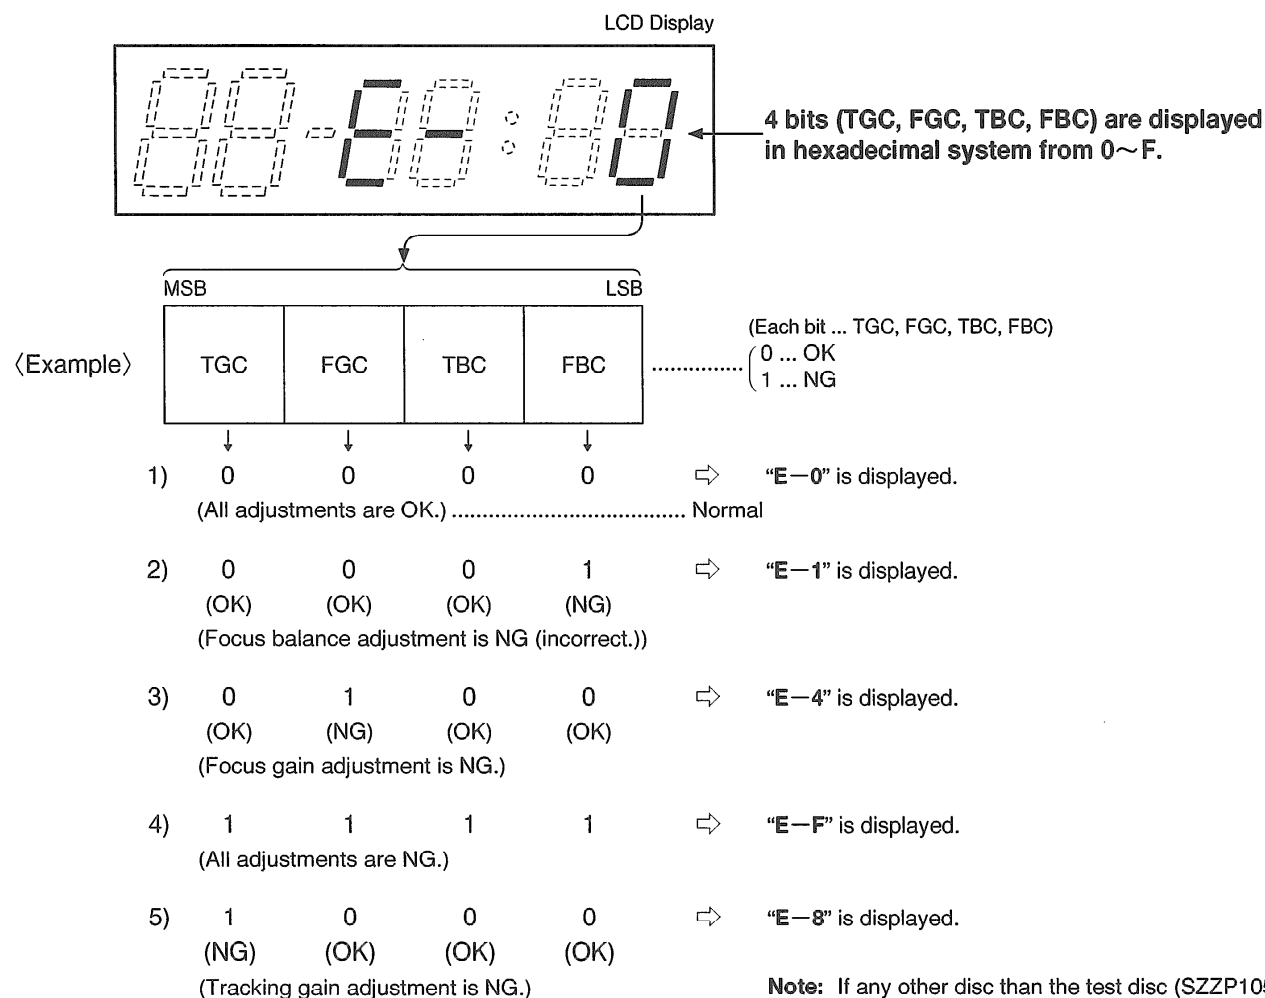 LCD Display
4 bits (TGC, FGC, TBC, FBC) are displayed
in hexadecimal system from 0~F.
E- : 0
MSB LSB
(Each bit ... TGC, FGC, TBC, FBC)
0 ... OK
1 ... NG
〈Example〉 TGC FGC TBC FBC ...............
1) 0 0 0 0 ⇨ “E—0” is displayed.
(All adjustments are OK.) ....................................... Normal
2) 0 0 0 1 ⇨ “E—1” is displayed.
(OK) (OK) (OK) (NG)
(Focus balance adjustment is NG (incorrect.))
3) 0 1 0 0 ⇨ “E—4” is displayed.
(OK) (NG) (OK) (OK)
(Focus gain adjustment is NG.)
4) 1 1 1 1 ⇨ “E—F” is displayed.
(All adjustments are NG.)
5) 1 0 0 0 ⇨ “E—8” is displayed.
(NG) (OK) (OK) (OK)
(Tracking gain adjustment is NG.)
Note: If any other disc than the test disc